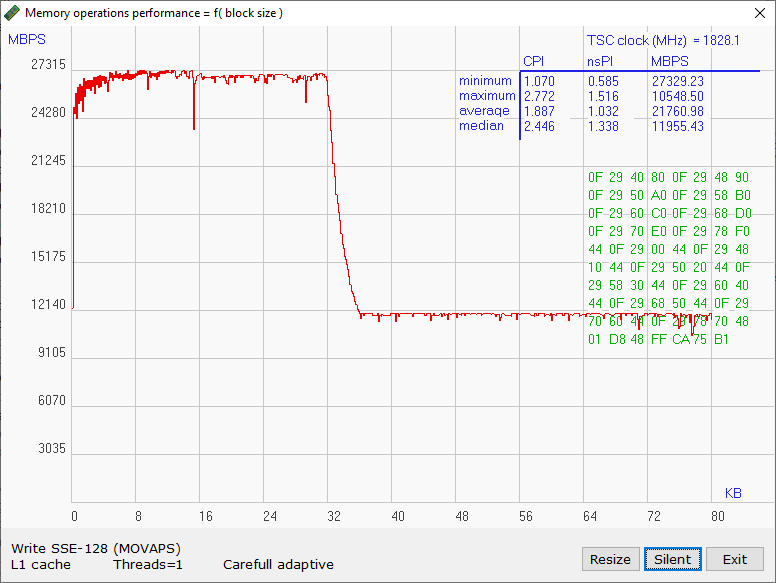 Memory operations performance = f( block size )
MBPS
TSC clock (MHz) = 1828.1
CPI nsPI MBPS
minimum 1.070 0.585 27329.23
maximum 2.772 1.516 10548.50
average 1.887 1.032 21760.98
median 2.446 1.338 11955.43
27315
24280
21245
18210
15175
12140
9105
6070
3035
0F 29 40 80 0F 29 48 90
0F 29 50 A0 0F 29 58 B0
0F 29 60 C0 0F 29 68 D0
0F 29 70 E0 0F 29 78 F0
44 0F 29 00 44 0F 29 48
10 44 0F 29 50 20 44 0F
29 58 30 44 0F 29 60 40
44 0F 29 68 50 44 0F 29
70 60 44 0F 29 78 70 48
01 D8 48 FF CA 75 B1
KB
0 8 16 24 32 40 48 56 64 72 80
Write SSE-128 (MOVAPS)
L1 cache Threads=1 Carefull adaptive
Resize Silent Exit